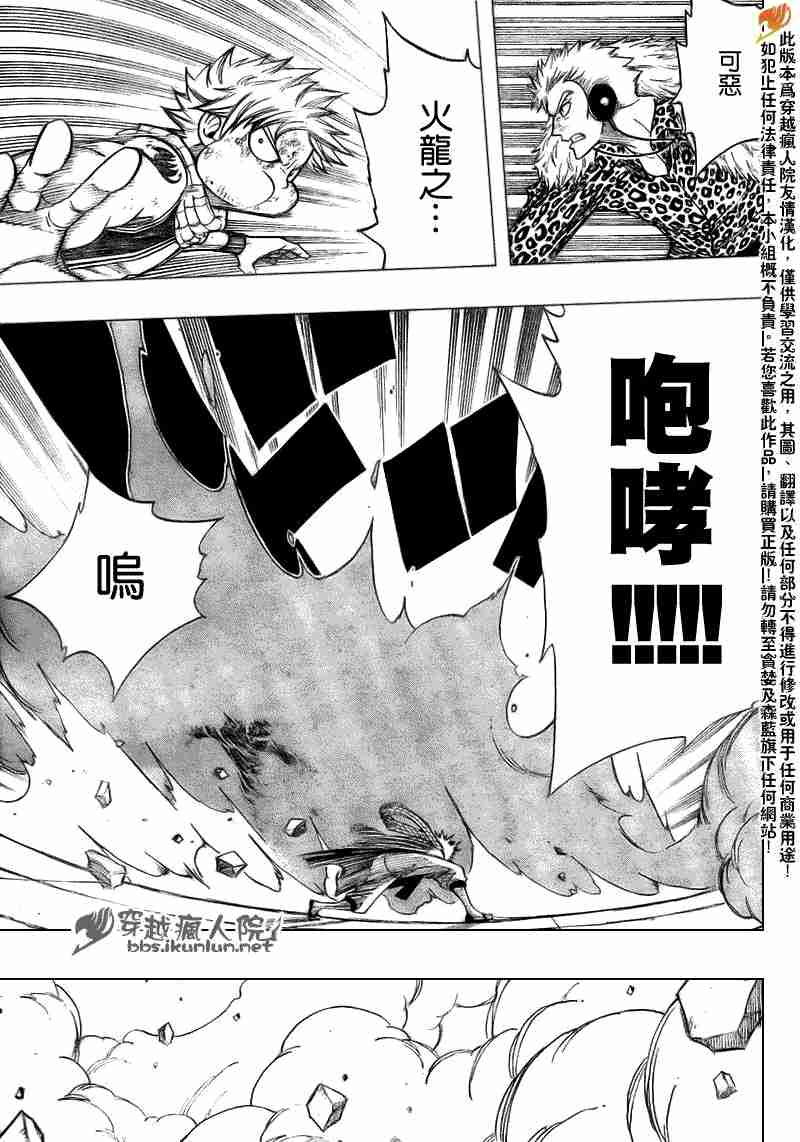 可惡
火龍之…
咆哮!!!!!
嗚
穿越瘋人院
bbs.ikunlun.net
此版本爲穿越瘋人院友情漢化，僅供學習交流之用，其圖、翻譯以及任何部分不得進行修改或用于任何商業用途！
如犯上任何法律責任，本小組概不負責。若您喜歡此作品，請購買正版！請勿轉至貪婪及森藍旗下任何網站！